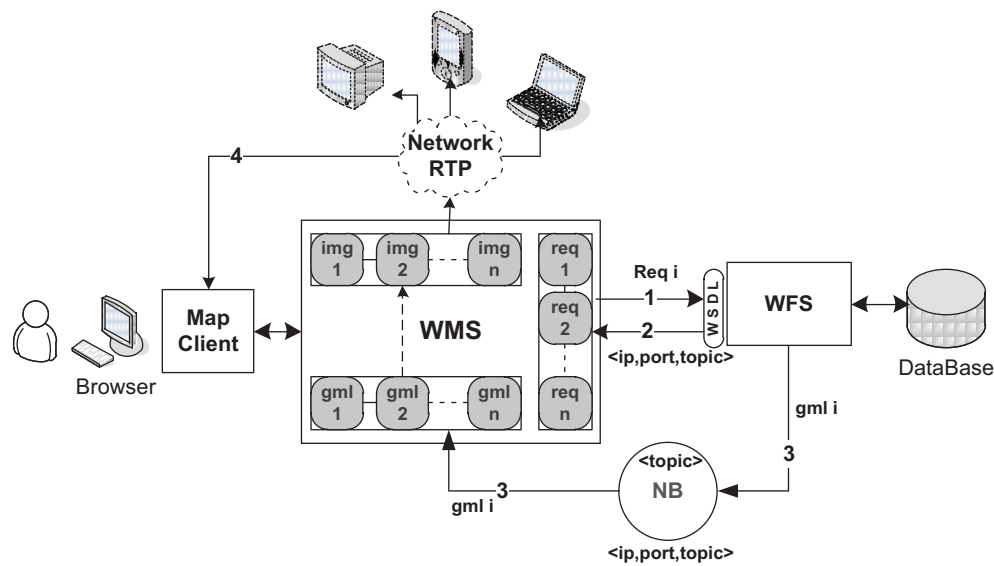 Network
RTP
4
img
1
img
2
img
n
req
1
req
2
req
n
WMS
gml
1
gml
2
gml
n
Map
Client
Browser
Req i
1
2
<ip,port,topic>
WSDL
WFS
DataBase
gml i
3
<topic>
NB
<ip,port,topic>
3
gml i